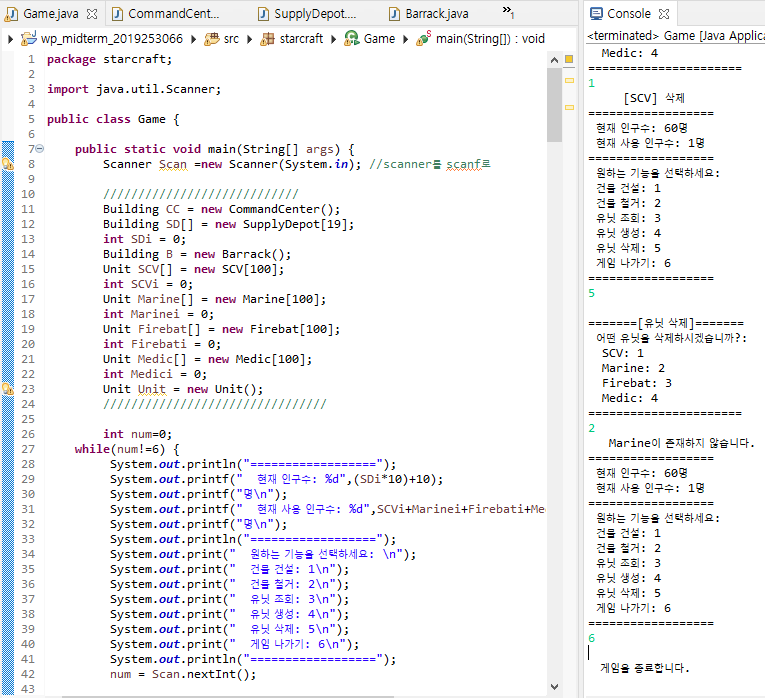 Game.java CommandCent... SupplyDepot.... Barrack.java »1
wp_midterm_2019253066 src starcraft Game main(String[]) : void
1 package starcraft;
2
3 import java.util.Scanner;
4
5 public class Game {
6
7 public static void main(String[] args) {
8 Scanner Scan =new Scanner(System.in); //scanner를 scanf로
9
10 ////////////////////////////
11 Building CC = new CommandCenter();
12 Building SD[] = new SupplyDepot[19];
13 int SDi = 0;
14 Building B = new Barrack();
15 Unit SCV[] = new SCV[100];
16 int SCVi = 0;
17 Unit Marine[] = new Marine[100];
18 int Marinei = 0;
19 Unit Firebat[] = new Firebat[100];
20 int Firebati = 0;
21 Unit Medic[] = new Medic[100];
22 int Medici = 0;
23 Unit Unit = new Unit();
24 ////////////////////////////////
25
26 int num=0;
27 while(num!=6) {
28 System.out.println("==================");
29 System.out.printf("  현재 인구수: %d",(SDi*10)+10);
30 System.out.printf("명\n");
31 System.out.printf("  현재 사용 인구수: %d",SCVi+Marinei+Firebati+Me
32 System.out.printf("명\n");
33 System.out.println("==================");
34 System.out.print("  원하는 기능을 선택하세요: \n");
35 System.out.print("  건물 건설: 1\n");
36 System.out.print("  건물 철거: 2\n");
37 System.out.print("  유닛 조회: 3\n");
38 System.out.print("  유닛 생성: 4\n");
39 System.out.print("  유닛 삭제: 5\n");
40 System.out.print("  게임 나가기: 6\n");
41 System.out.println("==================");
42 num = Scan.nextInt();
43
Console
<terminated> Game [Java Applica
Medic: 4
======================
1
[SCV] 삭제
==================
현재 인구수: 60명
현재 사용 인구수: 1명
==================
원하는 기능을 선택하세요:
건물 건설: 1
건물 철거: 2
유닛 조회: 3
유닛 생성: 4
유닛 삭제: 5
게임 나가기: 6
==================
5
=======[유닛 삭제]=======
어떤 유닛을 삭제하시겠습니까?:
SCV: 1
Marine: 2
Firebat: 3
Medic: 4
======================
2
Marine이 존재하지 않습니다.
==================
현재 인구수: 60명
현재 사용 인구수: 1명
==================
원하는 기능을 선택하세요:
건물 건설: 1
건물 철거: 2
유닛 조회: 3
유닛 생성: 4
유닛 삭제: 5
게임 나가기: 6
==================
6
게임을 종료합니다.